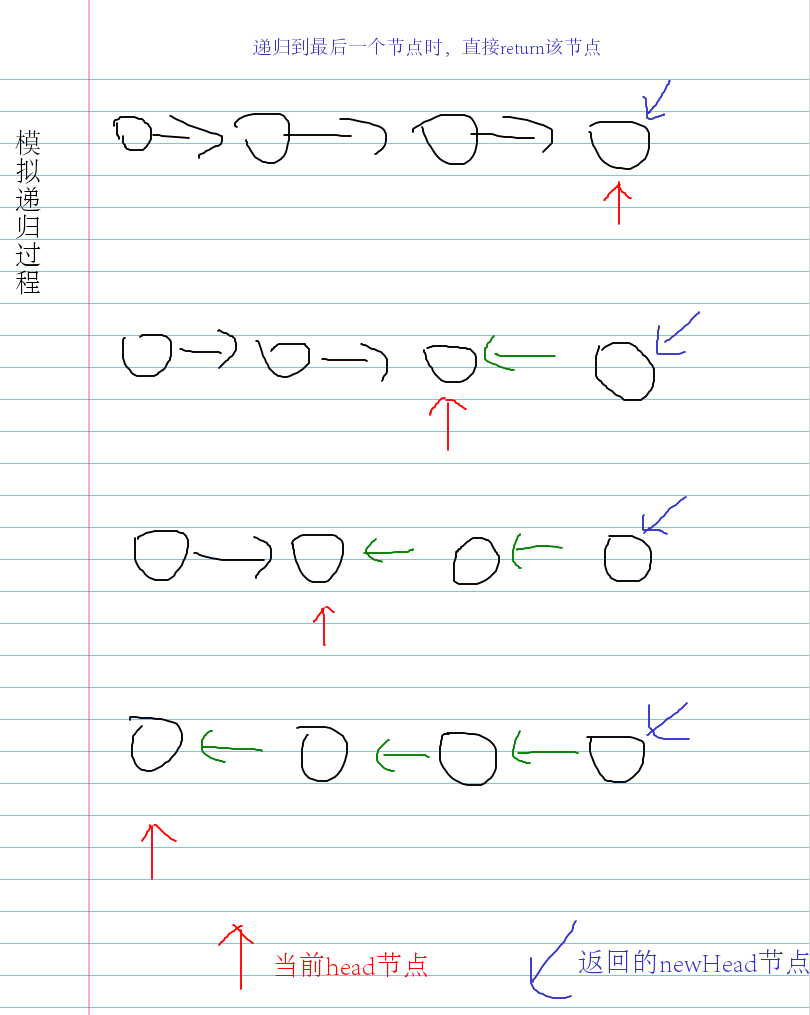 递归到最后一个节点时，直接return该节点
模拟递归过程
当前head节点
返回的newHead节点